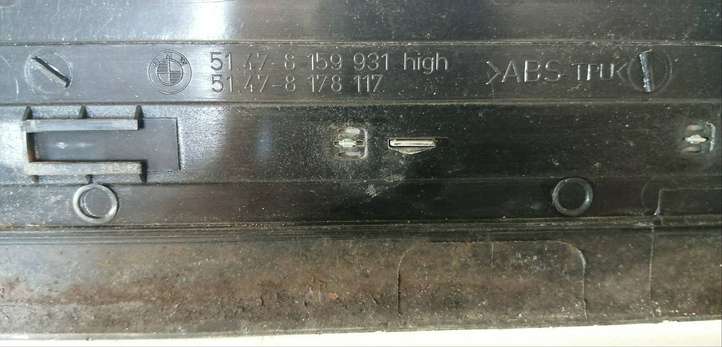 51.47-8 159 931 high
51.47-8 178 117
>ABS TPU<